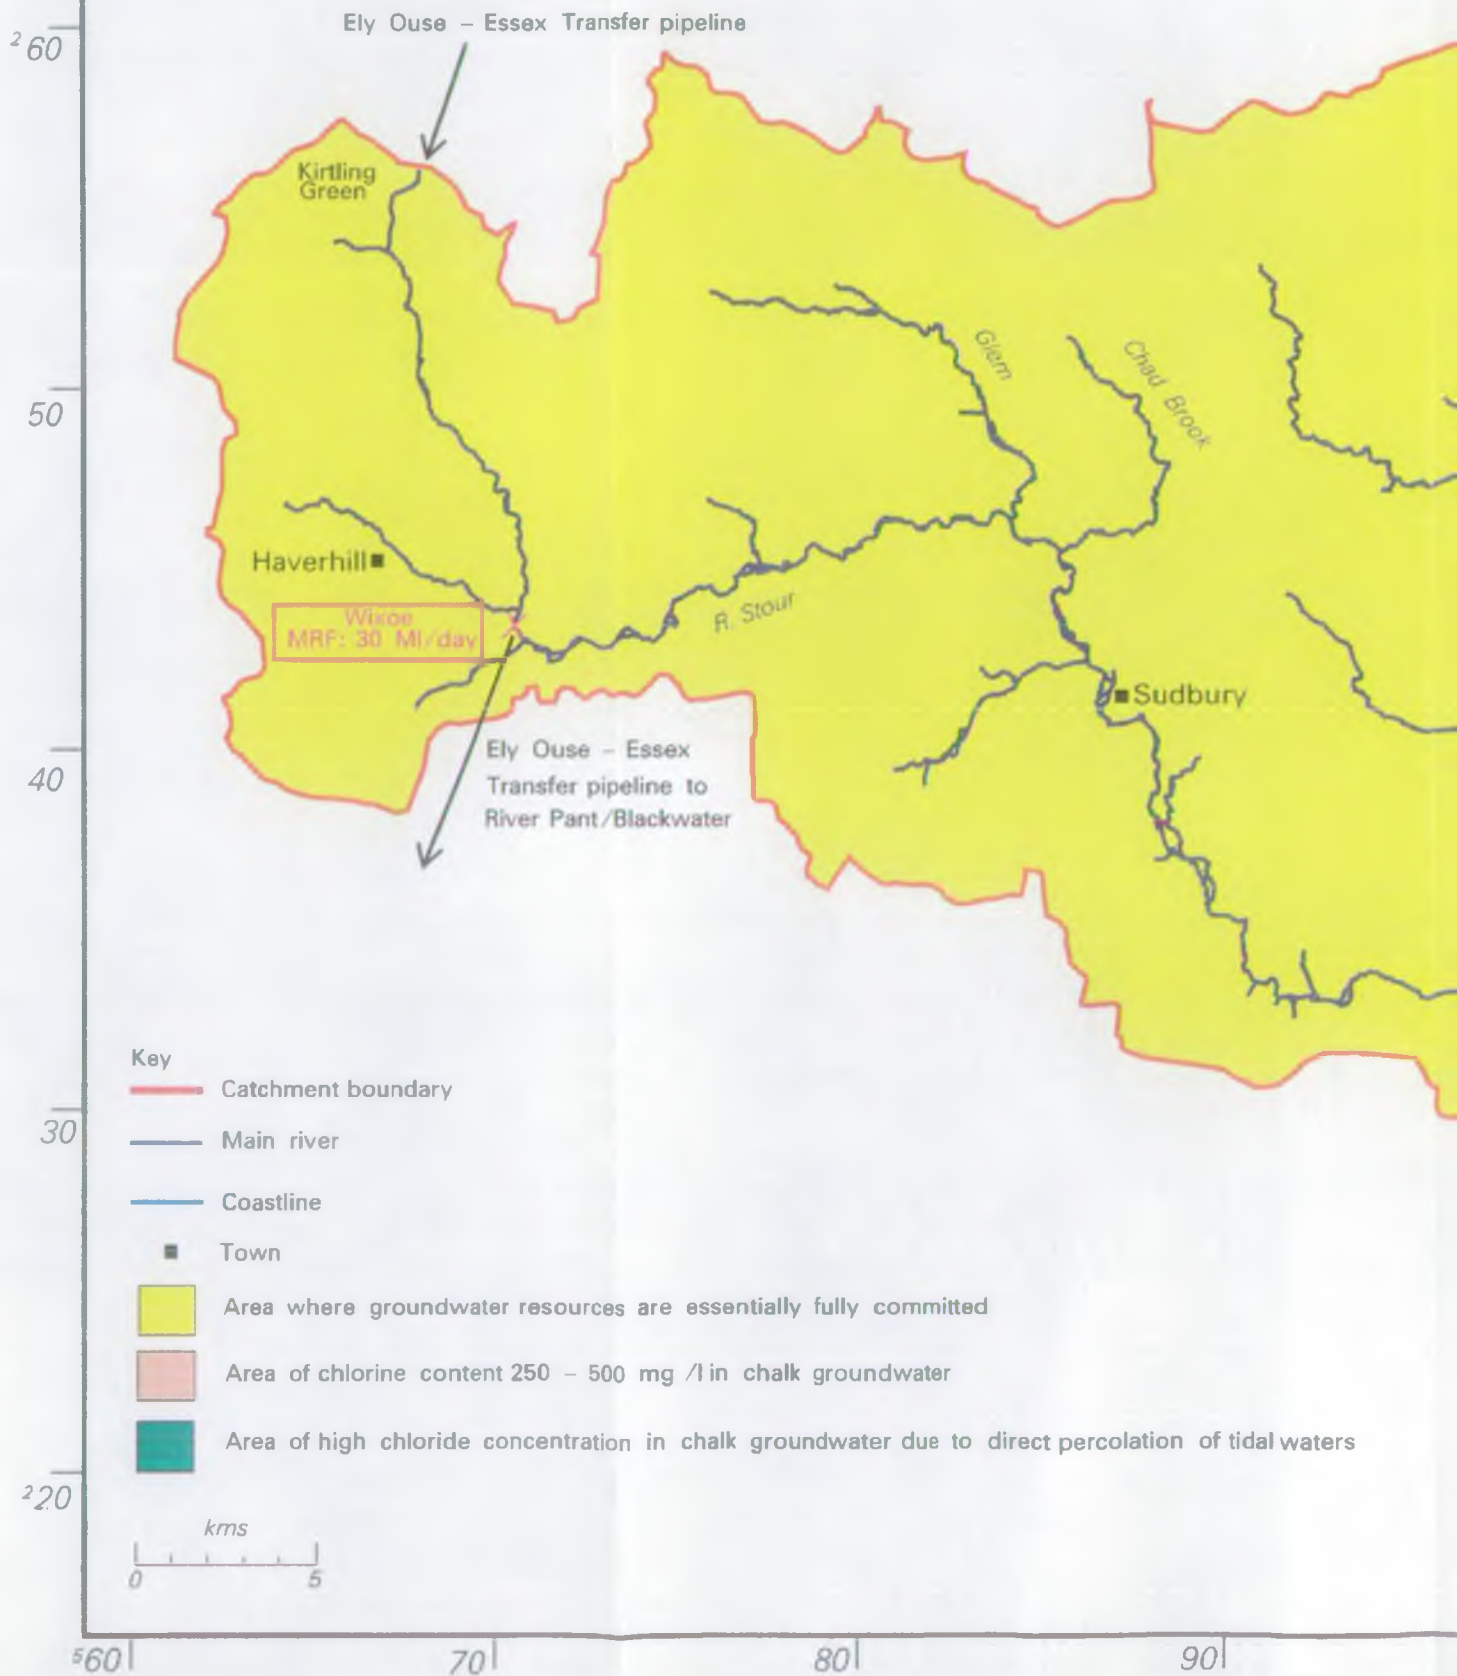 Ely Ouse – Essex Transfer pipeline
²60
Kirtling
Green
Glem
Chad Brook
50
Haverhill
Wixoe
MRF: 30 Ml/day
R. Stour
Sudbury
40
Ely Ouse – Essex
Transfer pipeline to
River Pant/Blackwater
Key
Catchment boundary
30
Main river
Coastline
Town
Area where groundwater resources are essentially fully committed
Area of chlorine content 250 – 500 mg /l in chalk groundwater
Area of high chloride concentration in chalk groundwater due to direct percolation of tidal waters
²20
kms
0 5
⁵60 70 80 90